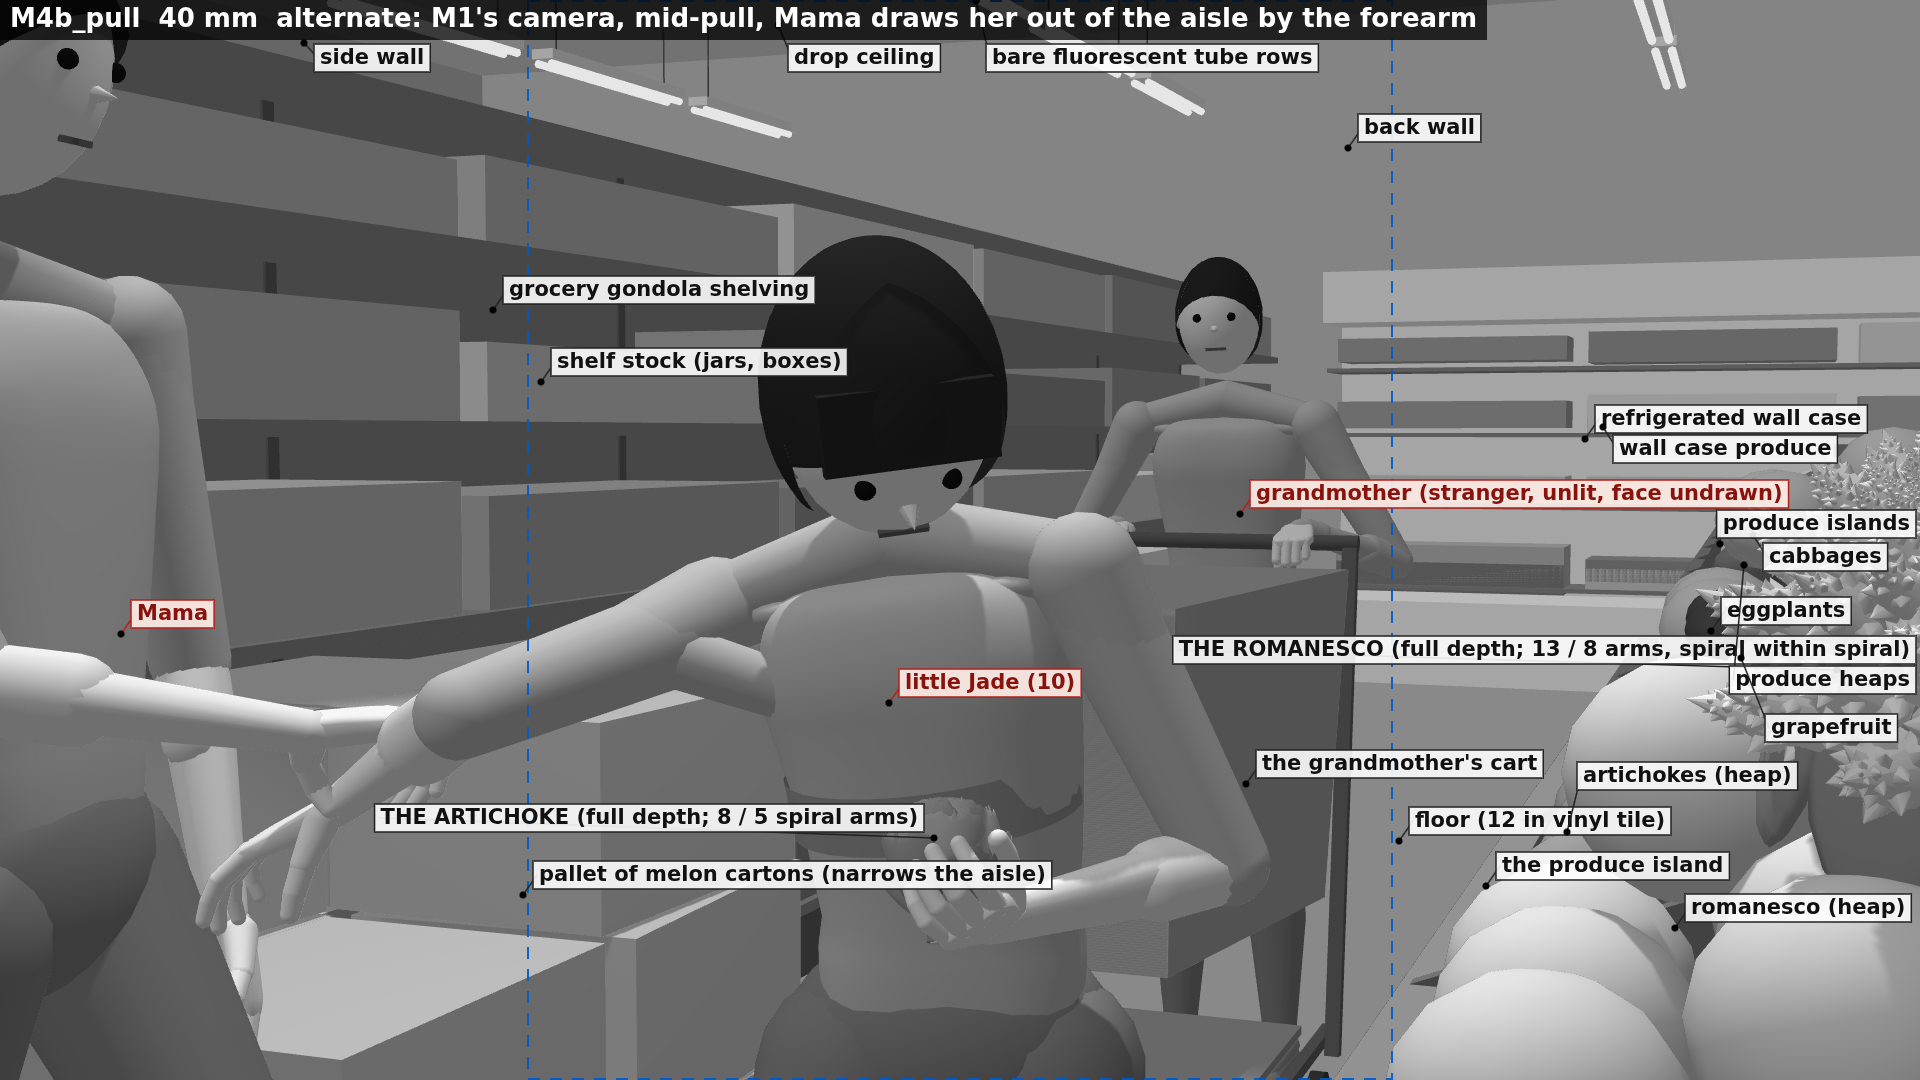 M4b_pull 40 mm alternate: M1's camera, mid-pull, Mama draws her out of the aisle by the forearm
side wall
drop ceiling
bare fluorescent tube rows
back wall
grocery gondola shelving
shelf stock (jars, boxes)
refrigerated wall case
wall case produce
grandmother (stranger, unlit, face undrawn)
produce islands
cabbages
Mama
eggplants
THE ROMANESCO (full depth; 13 / 8 arms, spiral within spiral)
little Jade (10)
produce heaps
grapefruit
the grandmother's cart
artichokes (heap)
THE ARTICHOKE (full depth; 8 / 5 spiral arms)
floor (12 in vinyl tile)
pallet of melon cartons (narrows the aisle)
the produce island
romanesco (heap)